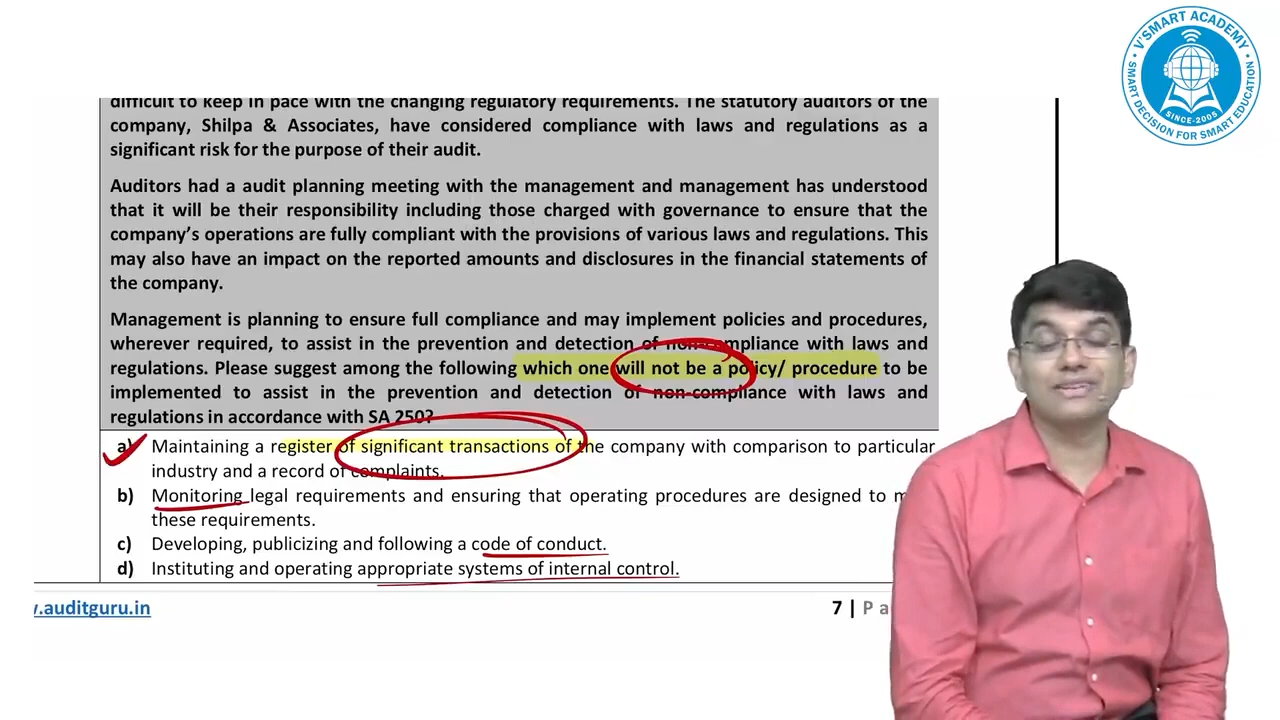 V'SMART ACADEMY
SMART DECISION FOR SMART EDUCATION
SINCE-2005
difficult to keep in pace with the changing regulatory requirements. The statutory auditors of the
company, Shilpa & Associates, have considered compliance with laws and regulations as a
significant risk for the purpose of their audit.
Auditors had a audit planning meeting with the management and management has understood
that it will be their responsibility including those charged with governance to ensure that the
company's operations are fully compliant with the provisions of various laws and regulations. This
may also have an impact on the reported amounts and disclosures in the financial statements of
the company.
Management is planning to ensure full compliance and may implement policies and procedures,
wherever required, to assist in the prevention and detection of non-compliance with laws and
regulations. Please suggest among the following which one will not be a policy/ procedure to be
implemented to assist in the prevention and detection of non-compliance with laws and
regulations in accordance with SA 250?
a) Maintaining a register of significant transactions of the company with comparison to particular
industry and a record of complaints.
b) Monitoring legal requirements and ensuring that operating procedures are designed to
these requirements.
c) Developing, publicizing and following a code of conduct.
d) Instituting and operating appropriate systems of internal control.
.auditguru.in
7 | P a